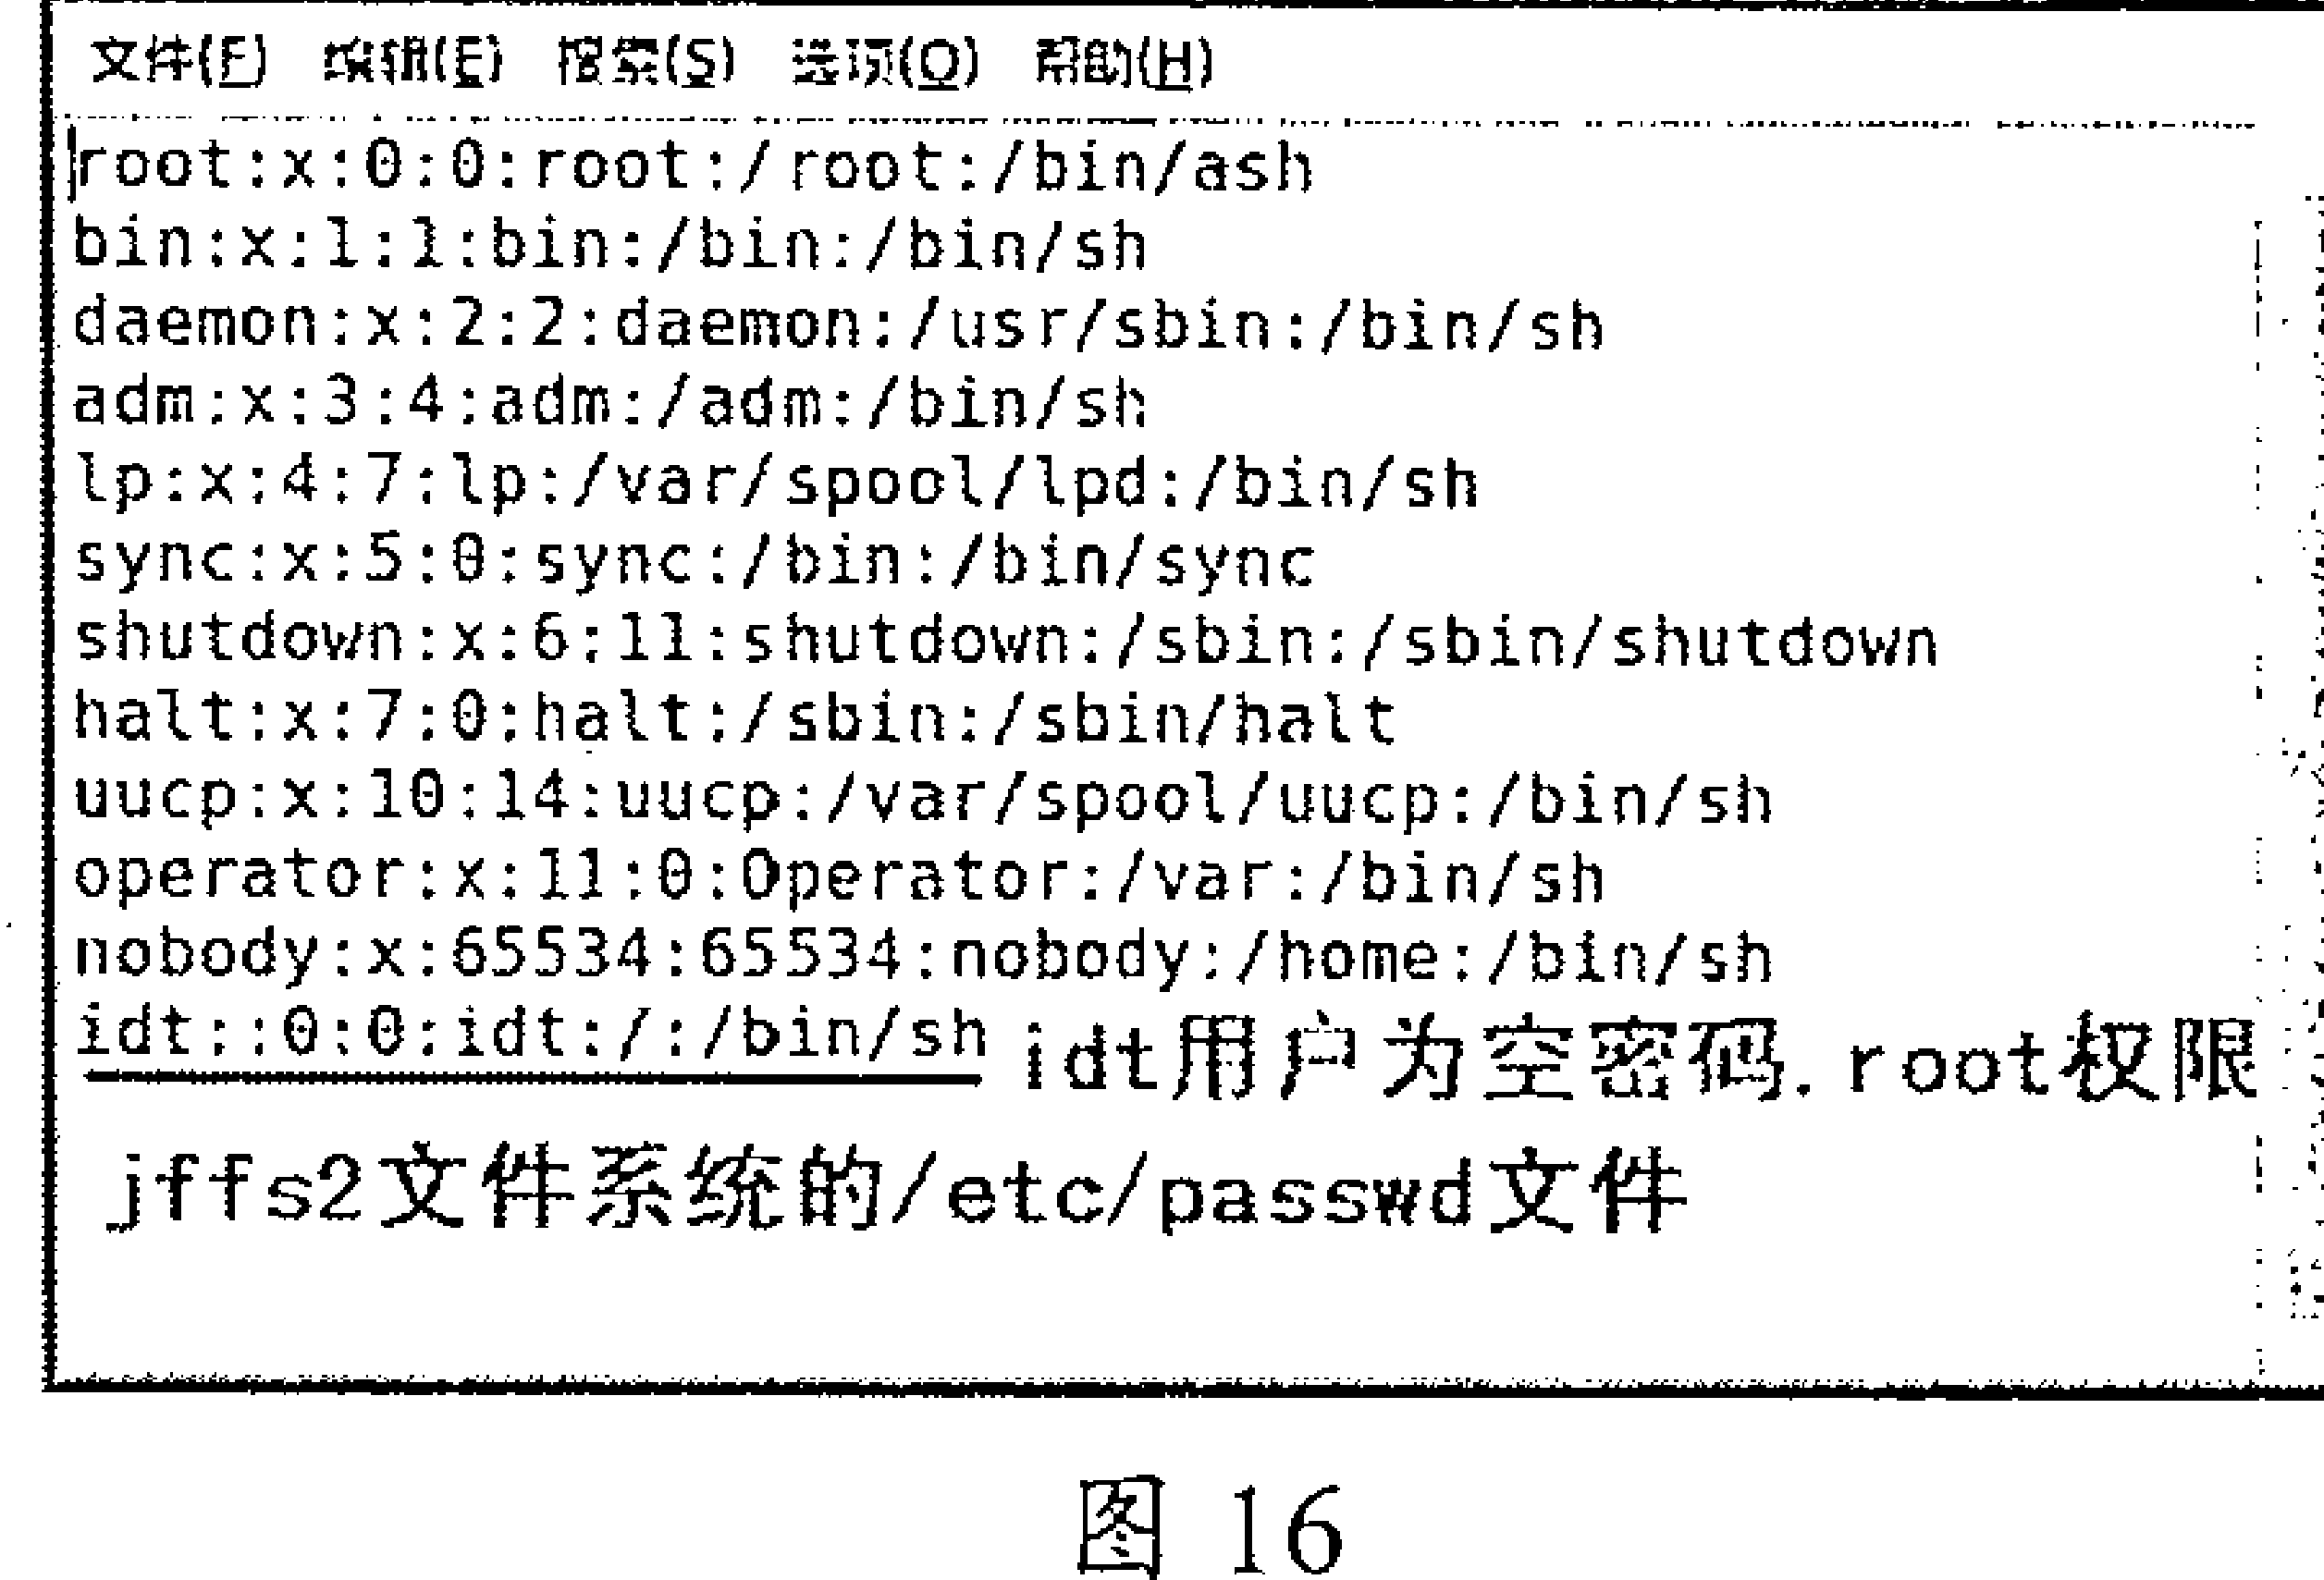 文件(F) 编辑(E) 搜索(S) 选项(O) 帮助(H)
root:x:0:0:root:/root:/bin/ash
bin:x:1:1:bin:/bin:/bin/sh
daemon:x:2:2:daemon:/usr/sbin:/bin/sh
adm:x:3:4:adm:/adm:/bin/sh
lp:x:4:7:lp:/var/spool/lpd:/bin/sh
sync:x:5:0:sync:/bin:/bin/sync
shutdown:x:6:11:shutdown:/sbin:/sbin/shutdown
halt:x:7:0:halt:/sbin:/sbin/halt
uucp:x:10:14:uucp:/var/spool/uucp:/bin/sh
operator:x:11:0:Operator:/var:/bin/sh
nobody:x:65534:65534:nobody:/home:/bin/sh
idt::0:0:idt:/:/bin/sh idt用户为空密码.root权限
jffs2文件系统的/etc/passwd文件
图 16